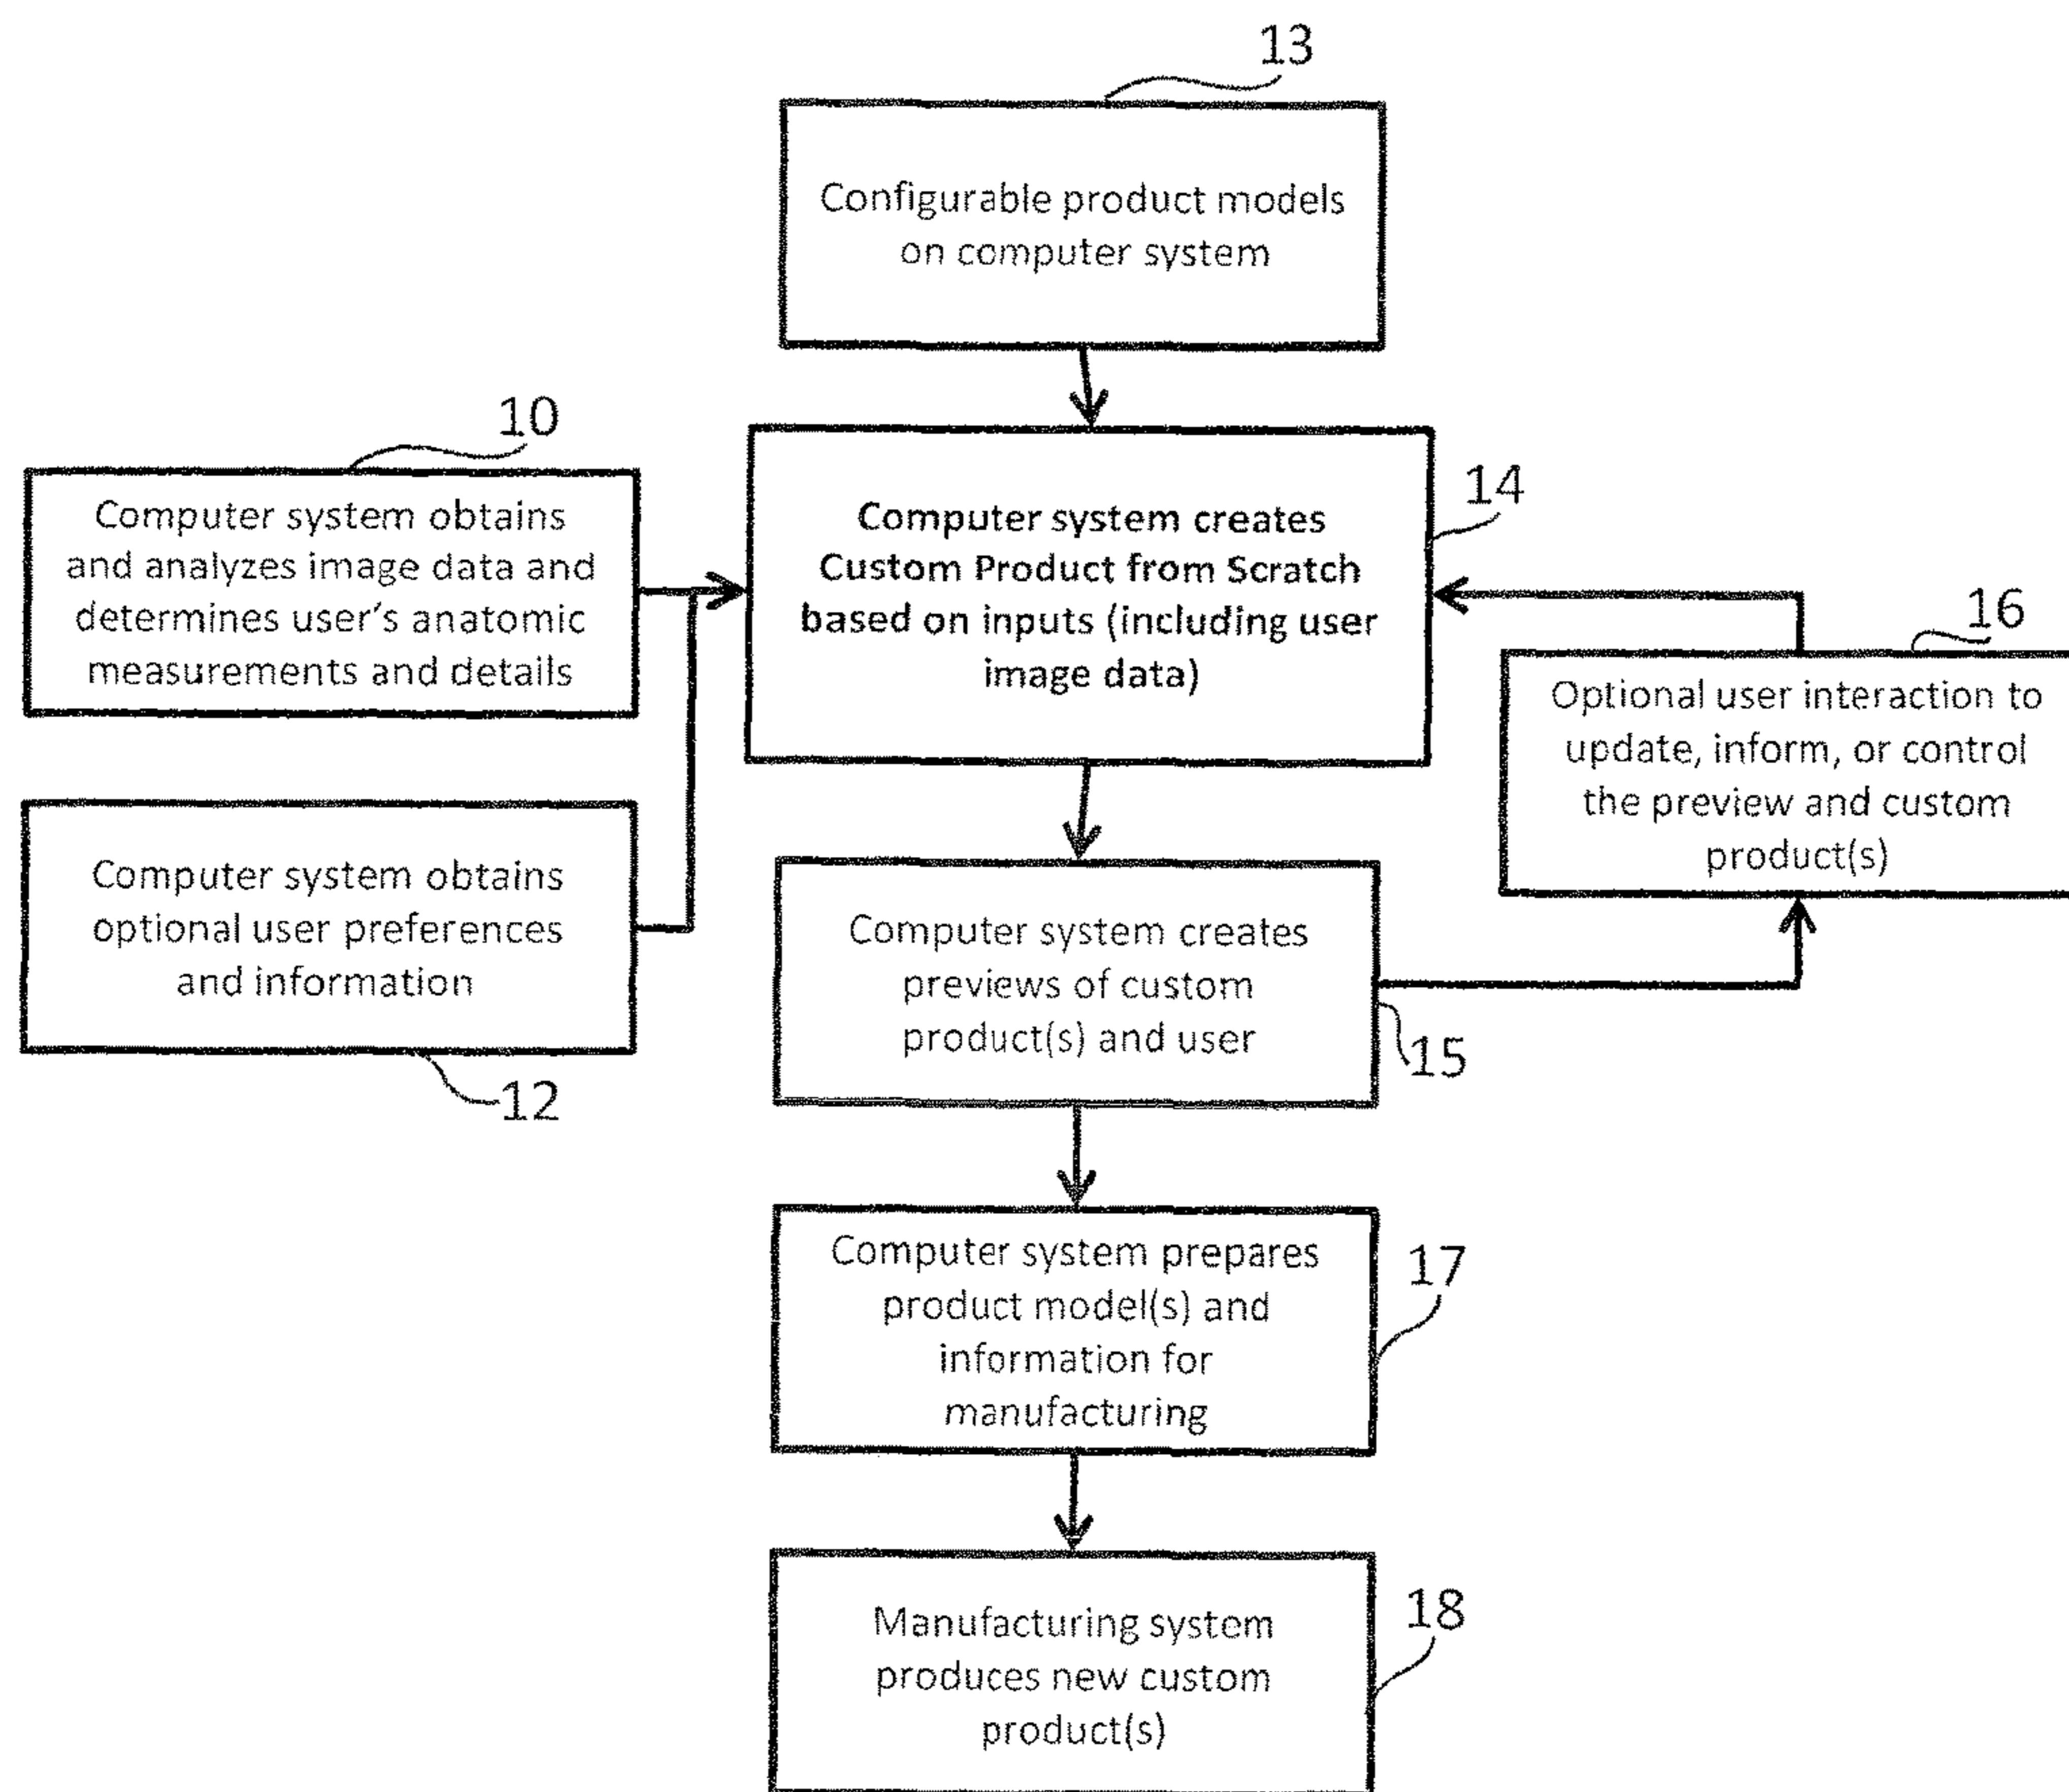 13
Configurable product models
on computer system
10
Computer system obtains
and analyzes image data and
determines user's anatomic
measurements and details
14
Computer system creates
Custom Product from Scratch
based on inputs (including user
image data)
16
Optional user interaction to
update, inform, or control
the preview and custom
product(s)
Computer system obtains
optional user preferences
and information
12
Computer system creates
previews of custom
product(s) and user
15
Computer system prepares
product model(s) and
information for
manufacturing
17
Manufacturing system
produces new custom
product(s)
18